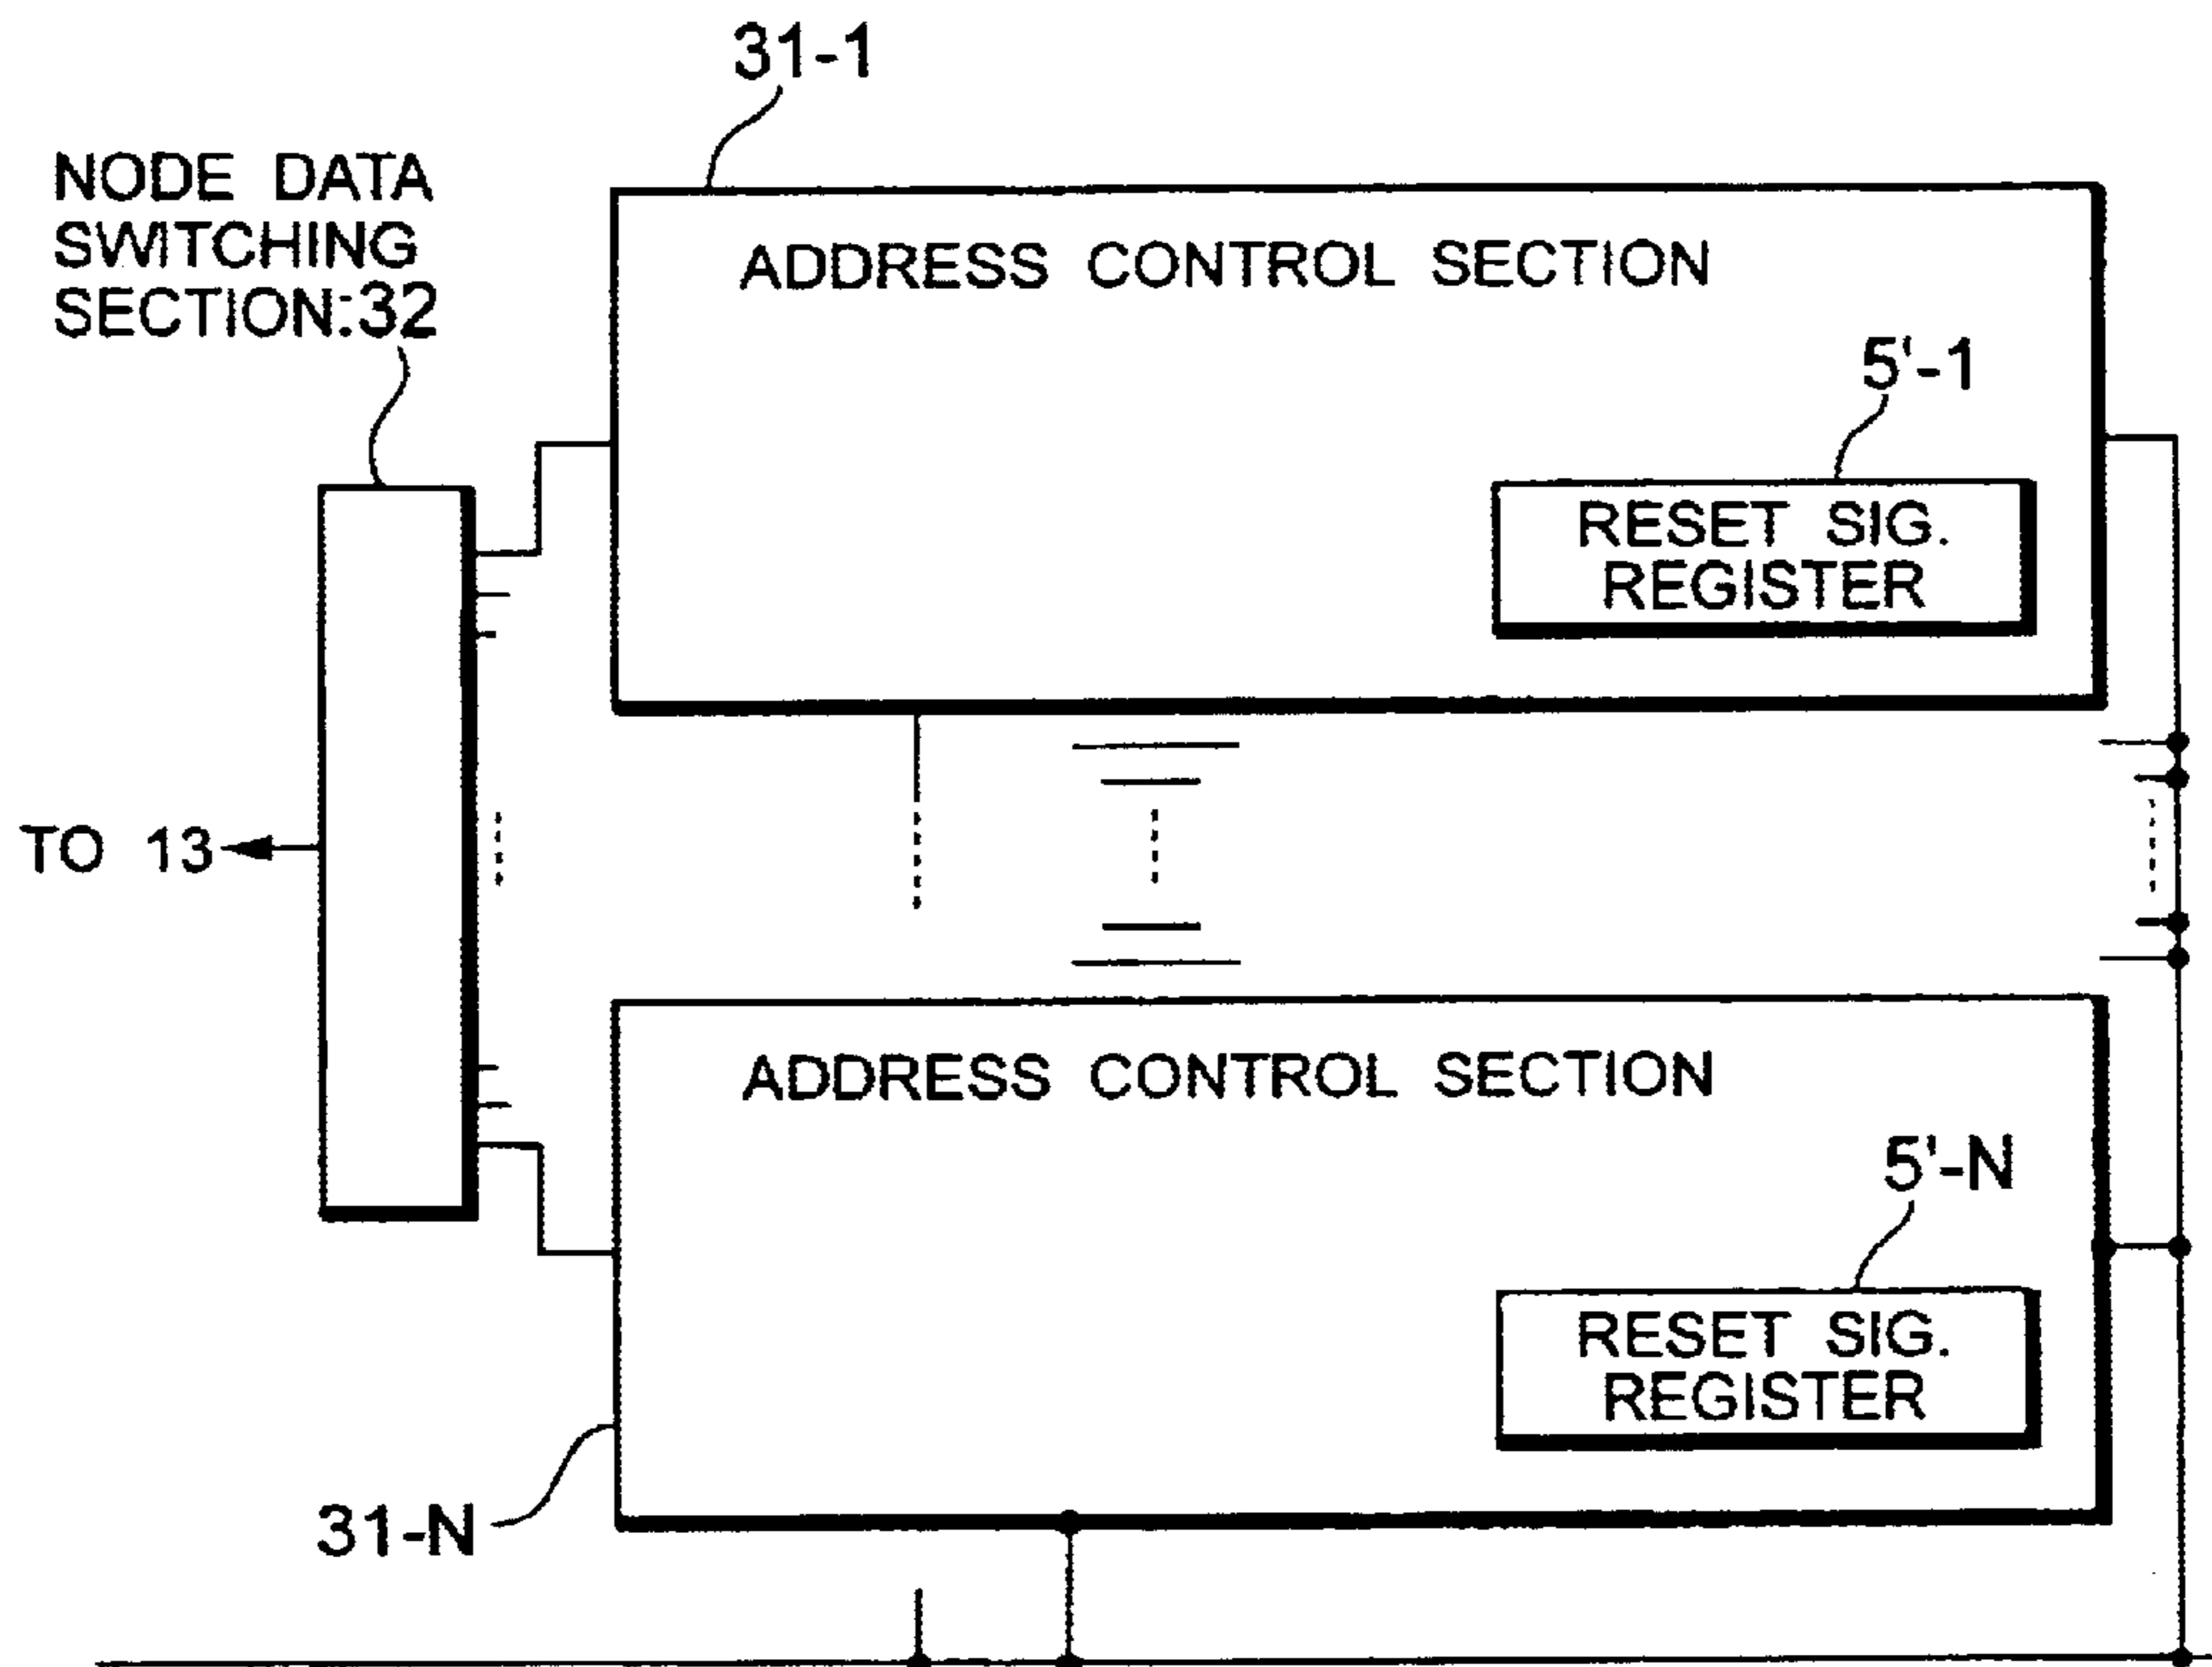 31-1
NODE DATA
SWITCHING
SECTION:32
ADDRESS CONTROL SECTION
5'-1
RESET SIG.
REGISTER
TO 13
ADDRESS CONTROL SECTION
5'-N
RESET SIG.
REGISTER
31-N